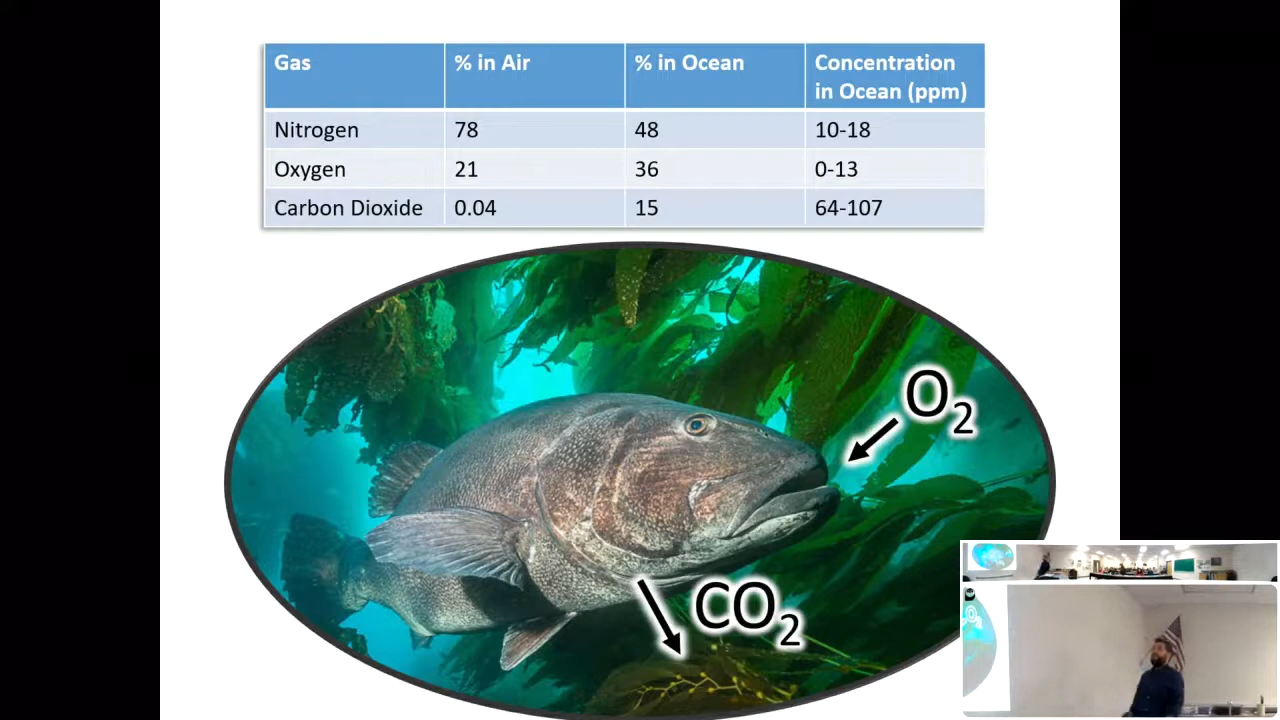 Gas % in Air % in Ocean Concentration in Ocean (ppm)
Nitrogen 78 48 10-18
Oxygen 21 36 0-13
Carbon Dioxide 0.04 15 64-107
O2
CO2